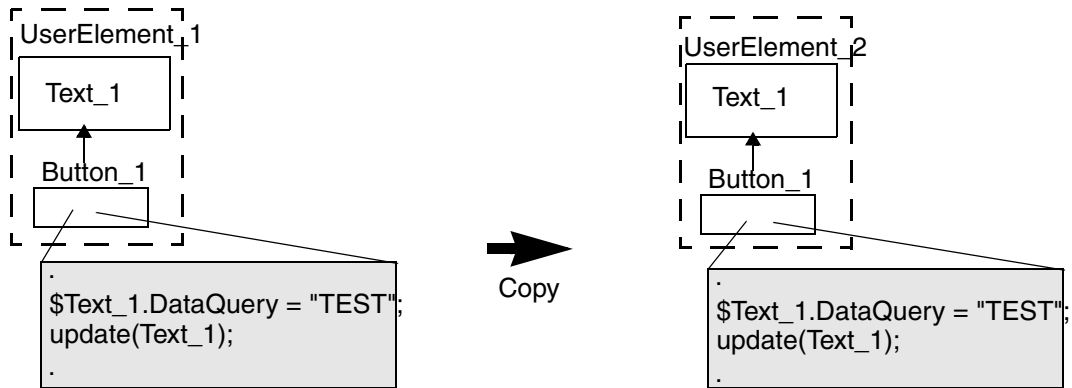 UserElement_1
Text_1
Button_1
.
$Text_1.DataQuery = "TEST";
update(Text_1);
.
Copy
UserElement_2
Text_1
Button_1
.
$Text_1.DataQuery = "TEST";
update(Text_1);
.